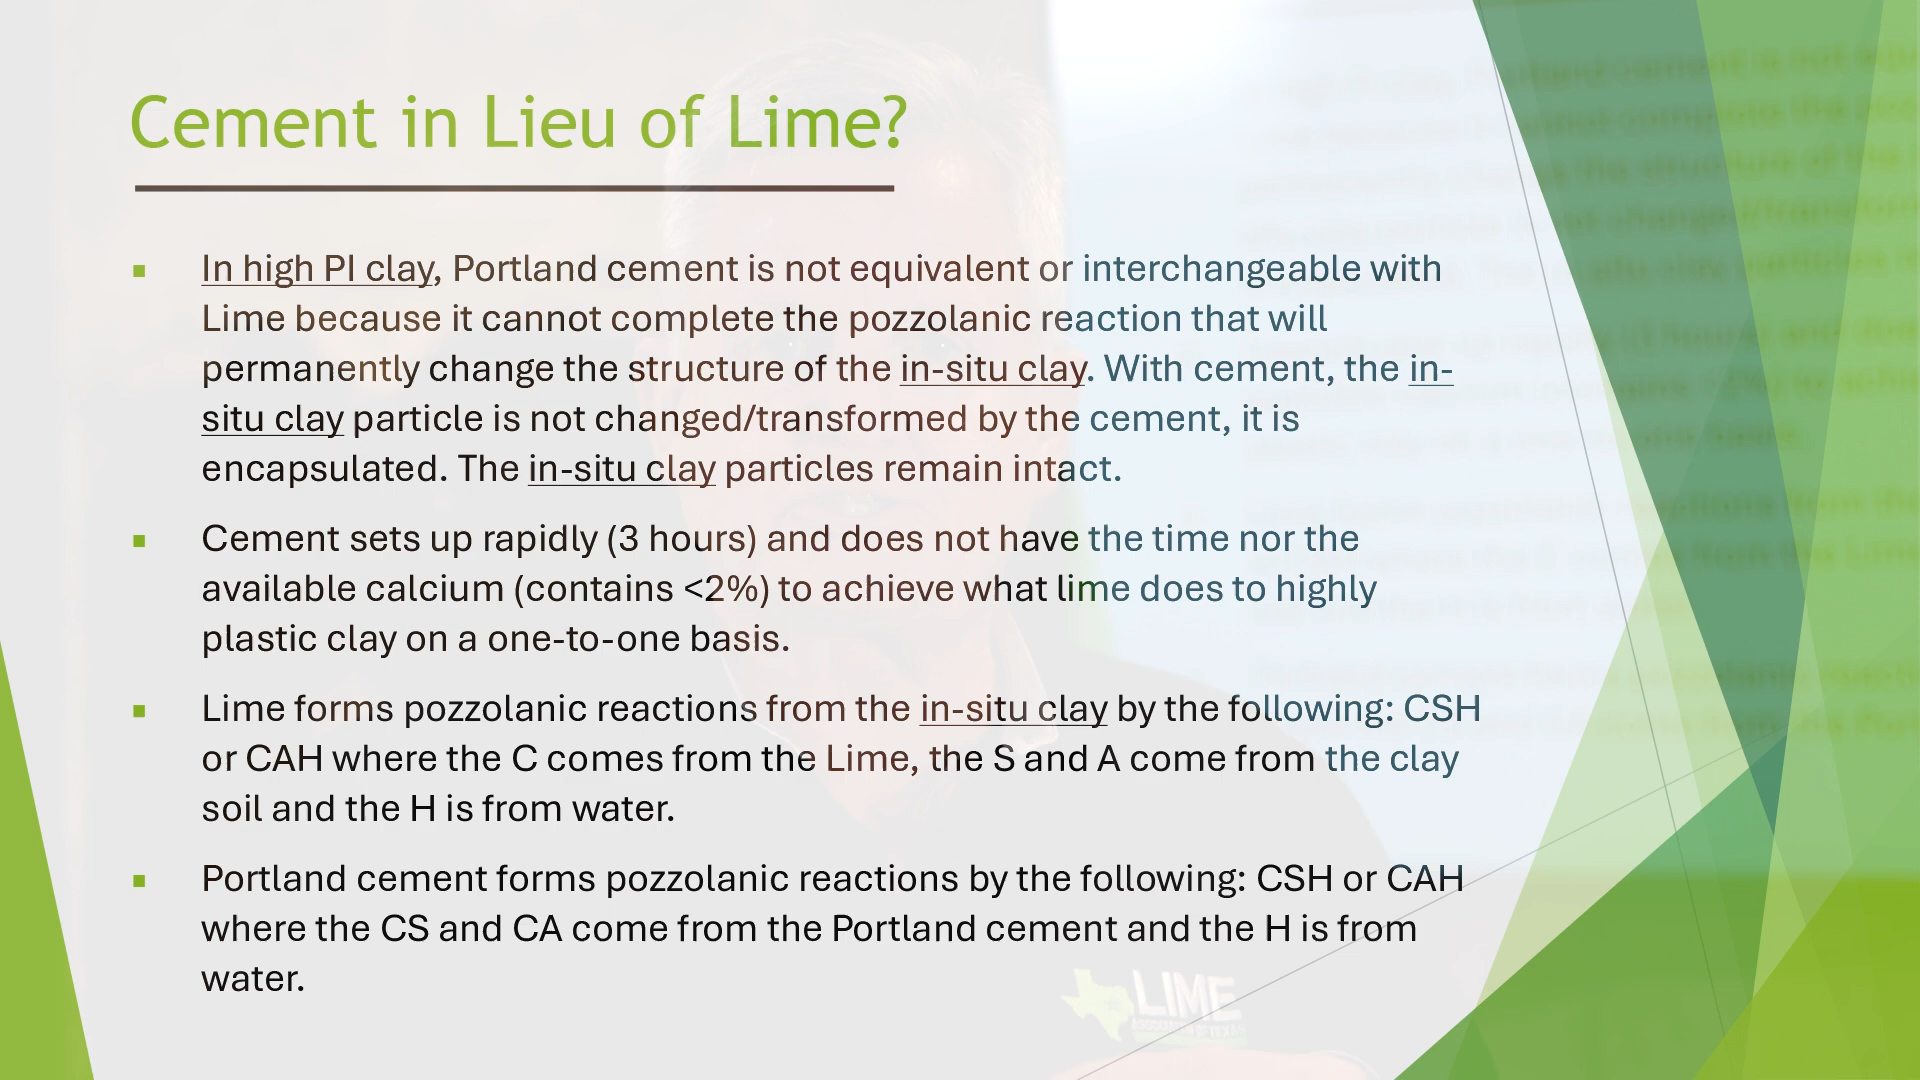 Cement in Lieu of Lime?
In high PI clay, Portland cement is not equivalent or interchangeable with
Lime because it cannot complete the pozzolanic reaction that will
permanently change the structure of the in-situ clay. With cement, the in-
situ clay particle is not changed/transformed by the cement, it is
encapsulated. The in-situ clay particles remain intact.
Cement sets up rapidly (3 hours) and does not have the time nor the
available calcium (contains <2%) to achieve what lime does to highly
plastic clay on a one-to-one basis.
Lime forms pozzolanic reactions from the in-situ clay by the following: CSH
or CAH where the C comes from the Lime, the S and A come from the clay
soil and the H is from water.
Portland cement forms pozzolanic reactions by the following: CSH or CAH
where the CS and CA come from the Portland cement and the H is from
water.
LIME